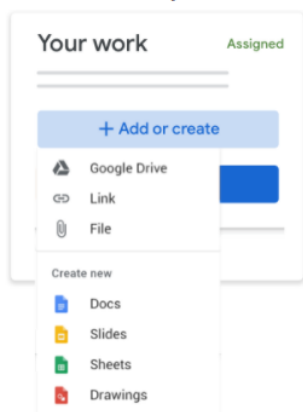 Your work
Assigned
+ Add or create
Google Drive
Link
File
Create new
Docs
Slides
Sheets
Drawings